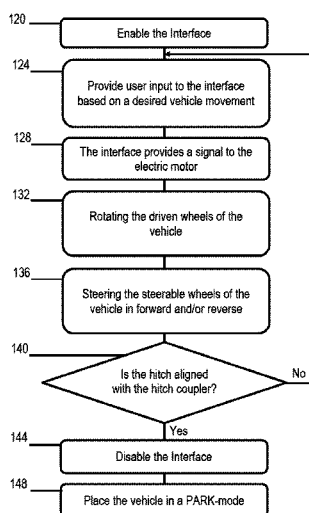 120
Enable the Interface
124
Provide user input to the interface
based on a desired vehicle movement
128
The interface provides a signal to the
electric motor
132
Rotating the driven wheels of the
vehicle
136
Steering the steerable wheels of the
vehicle in forward and/or reverse
140
Is the hitch aligned
with the hitch coupler?
No
Yes
144
Disable the Interface
148
Place the vehicle in a PARK-mode